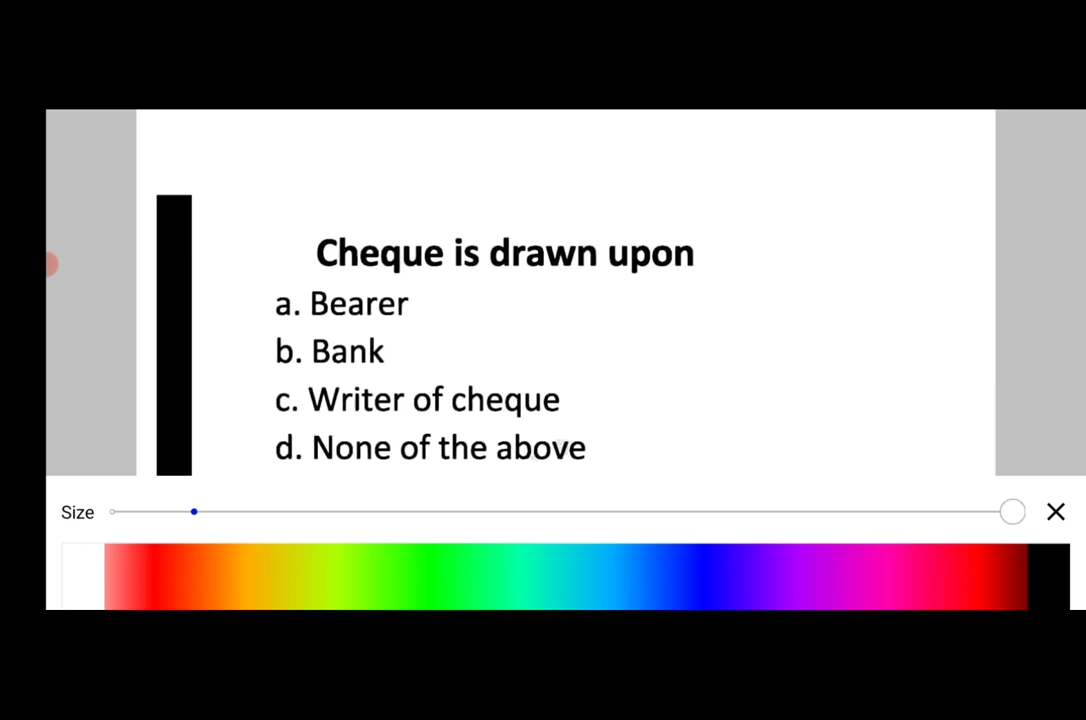 Cheque is drawn upon
a. Bearer
b. Bank
c. Writer of cheque
d. None of the above
Size